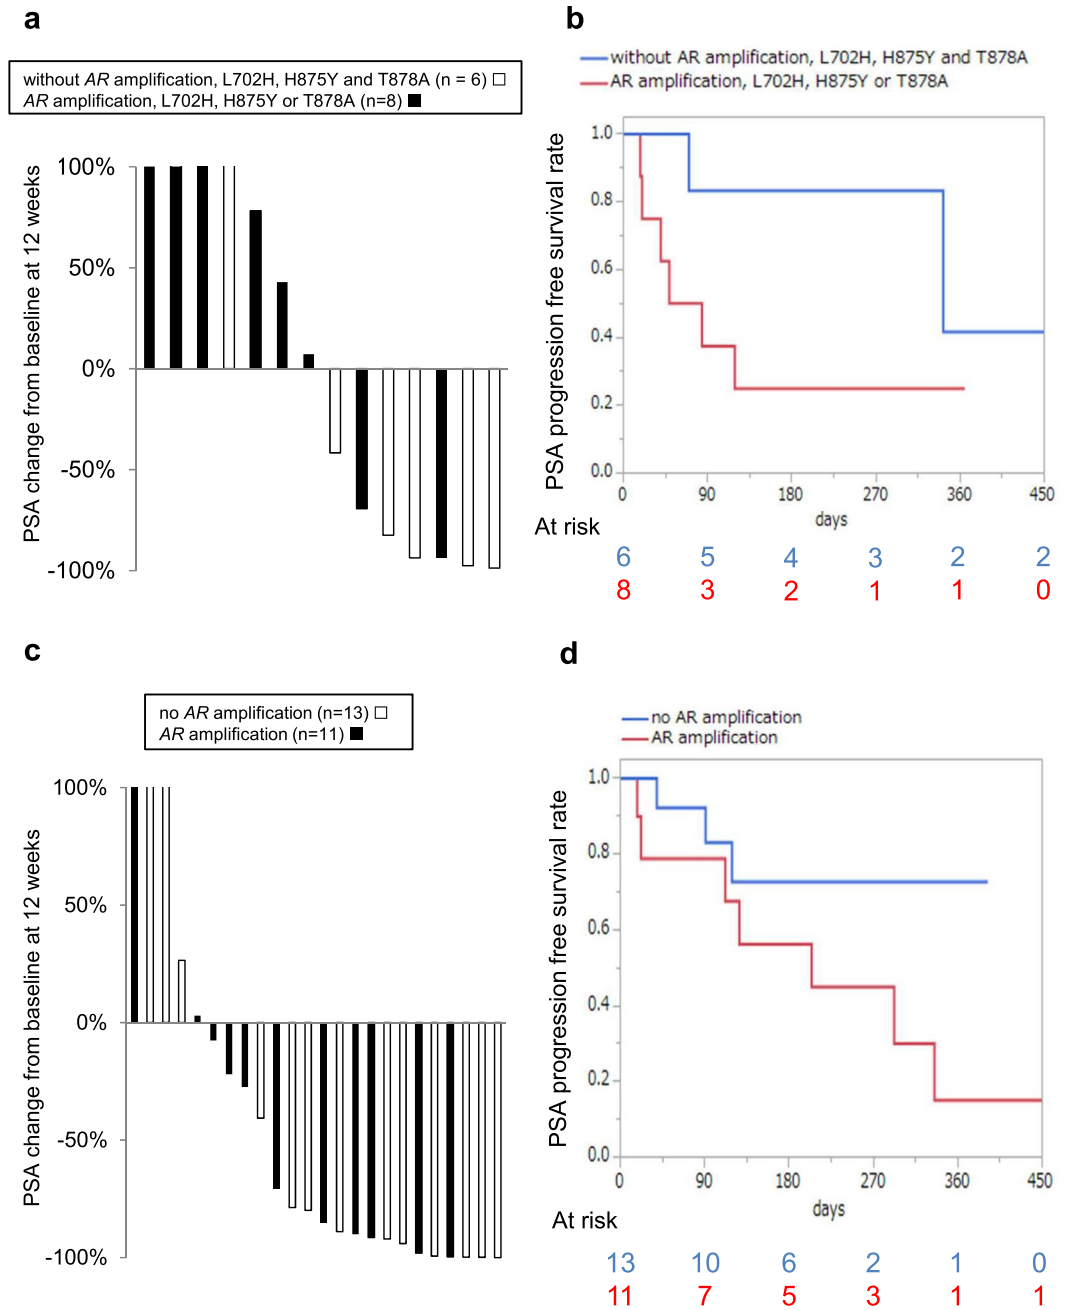 a
without AR amplification, L702H, H875Y and T878A (n = 6)
AR amplification, L702H, H875Y or T878A (n=8)
PSA change from baseline at 12 weeks
100%
50%
0%
-50%
-100%
b
without AR amplification, L702H, H875Y and T878A
AR amplification, L702H, H875Y or T878A
PSA progression free survival rate
1.0
0.8
0.6
0.4
0.2
0.0
0 90 180 270 360 450
days
At risk
6 5 4 3 2 2
8 3 2 1 1 0
c
no AR amplification (n=13)
AR amplification (n=11)
PSA change from baseline at 12 weeks
100%
50%
0%
-50%
-100%
d
no AR amplification
AR amplification
PSA progression free survival rate
1.0
0.8
0.6
0.4
0.2
0.0
0 90 180 270 360 450
days
At risk
13 10 6 2 1 0
11 7 5 3 1 1